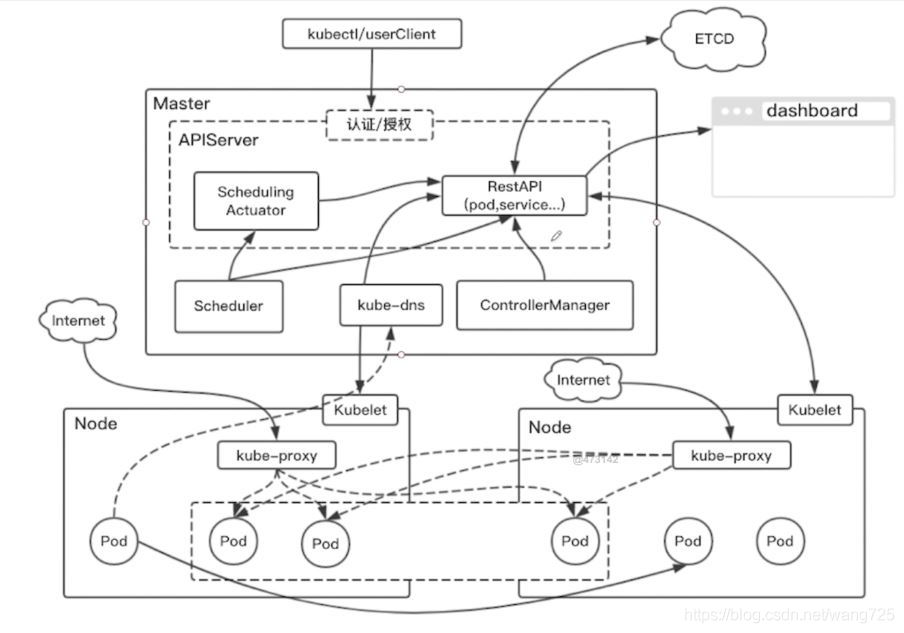 kubectl/userClient
ETCD
Master
认证/授权
dashboard
APIServer
Scheduling
Actuator
RestAPI
(pod,service...)
Scheduler
kube-dns
ControllerManager
Internet
Internet
Kubelet
Kubelet
Node
Node
kube-proxy
kube-proxy
@473142
Pod
Pod
Pod
Pod
Pod
Pod
https://blog.csdn.net/wang725